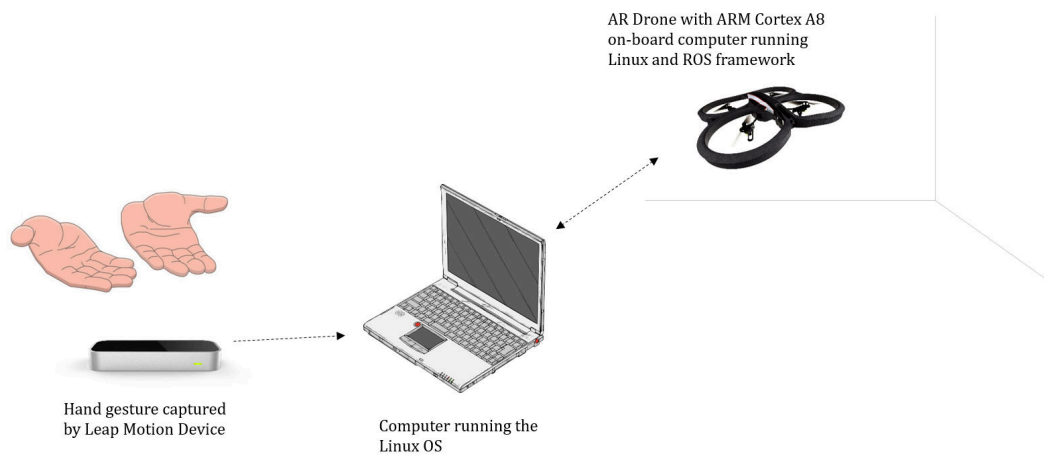 AR Drone with ARM Cortex A8
on-board computer running
Linux and ROS framework
Hand gesture captured
by Leap Motion Device
Computer running the
Linux OS